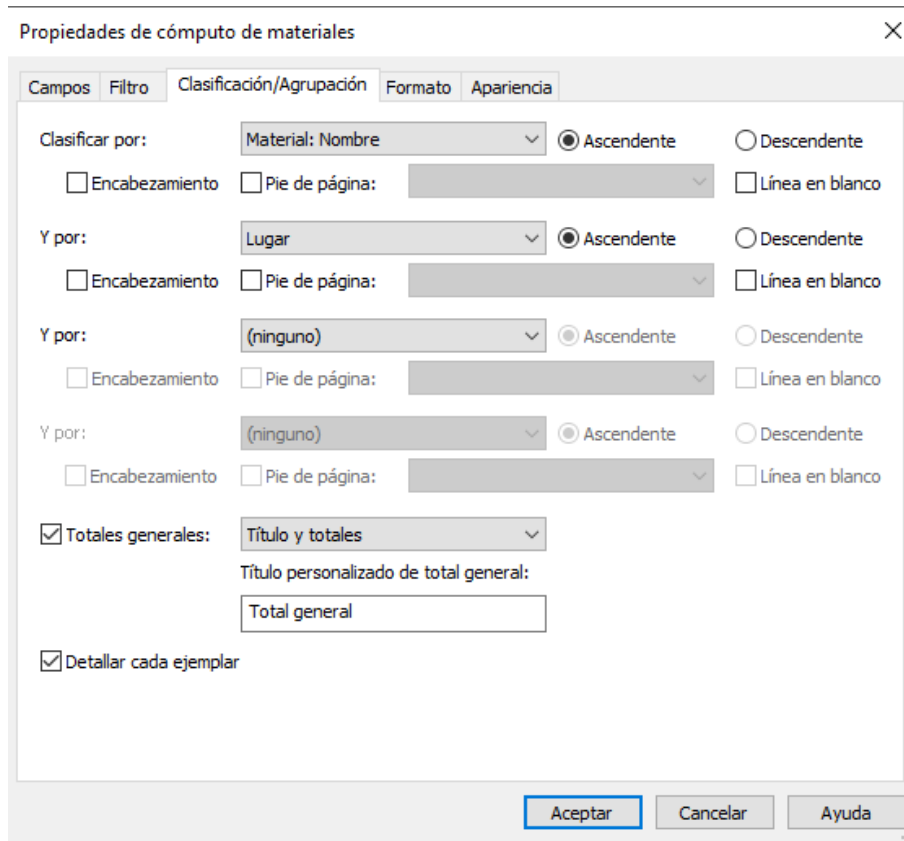 Propiedades de cómputo de materiales
Campos Filtro Clasificación/Agrupación Formato Apariencia
Clasificar por: Material: Nombre Ascendente Descendente
Encabezamiento Pie de página: Línea en blanco
Y por: Lugar Ascendente Descendente
Encabezamiento Pie de página: Línea en blanco
Y por: (ninguno) Ascendente Descendente
Encabezamiento Pie de página: Línea en blanco
Y por: (ninguno) Ascendente Descendente
Encabezamiento Pie de página: Línea en blanco
Totales generales: Título y totales
Título personalizado de total general:
Total general
Detallar cada ejemplar
Aceptar Cancelar Ayuda